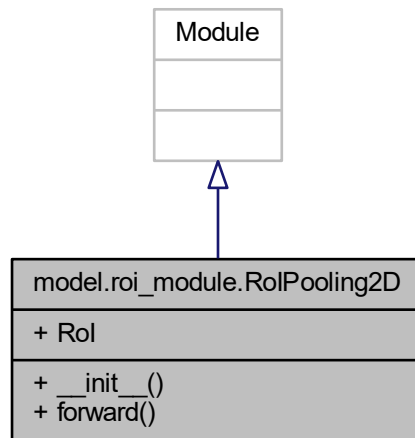 Module
model.roi_module.RoIPooling2D
+ RoI
+ __init__()
+ forward()